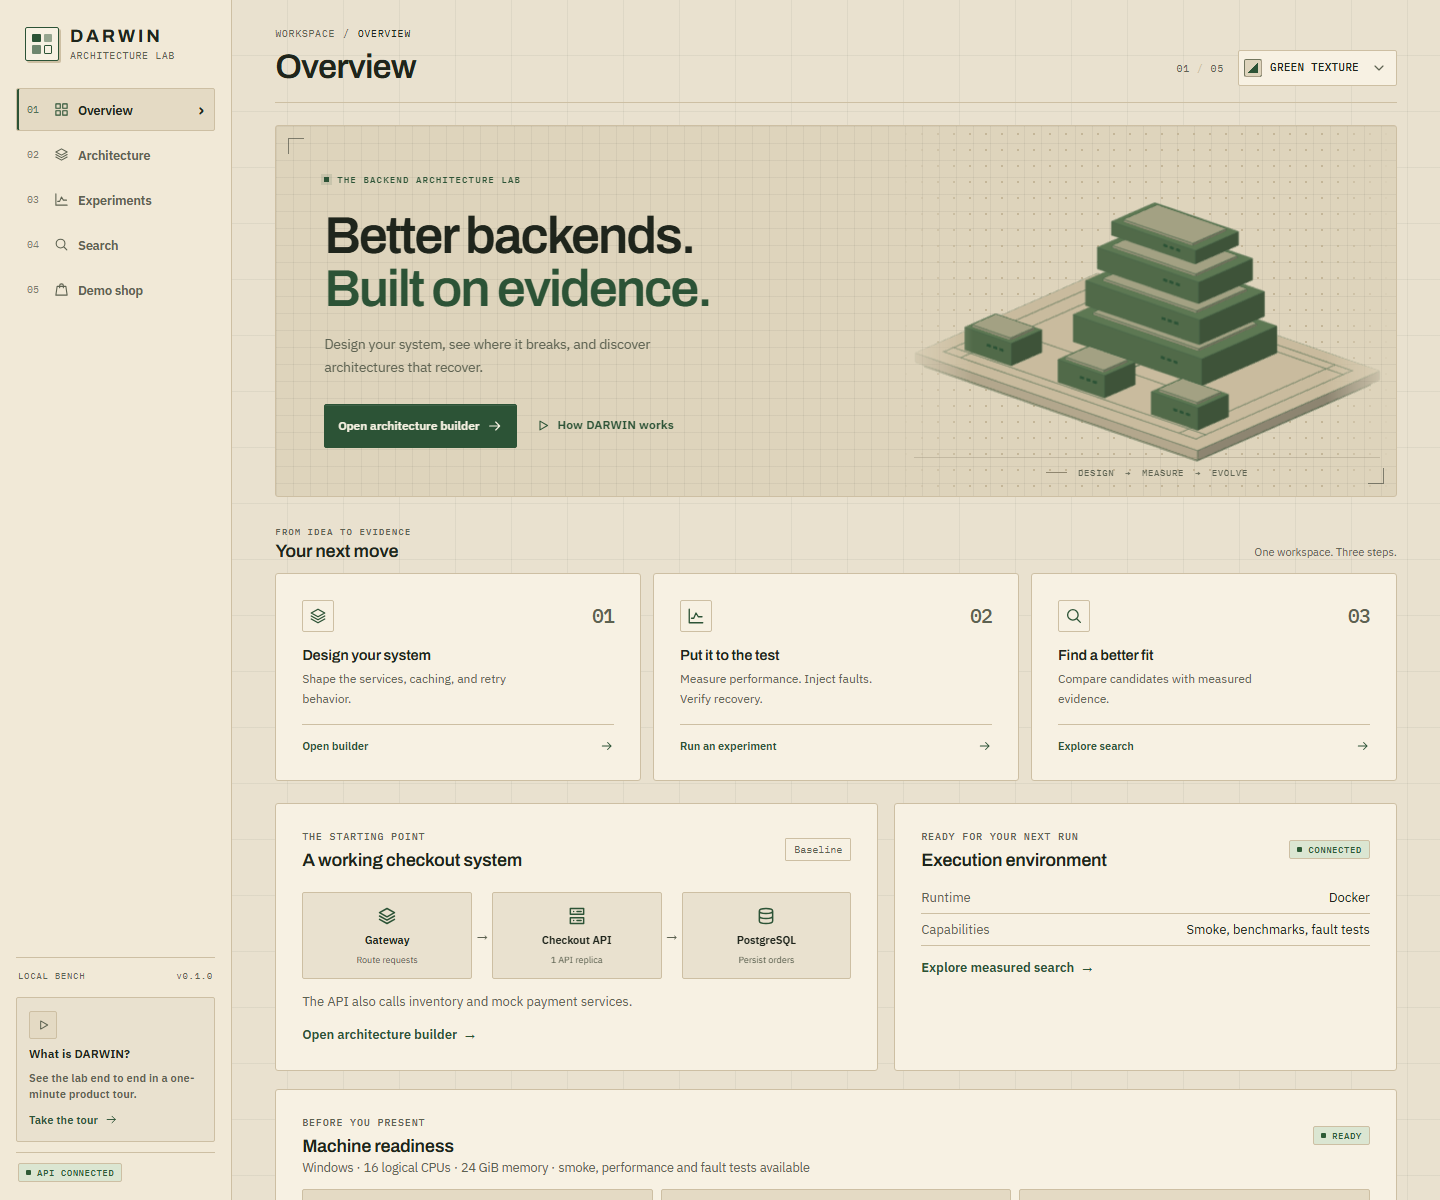 DARWIN
ARCHITECTURE LAB
01 Overview ›
02 Architecture
03 Experiments
04 Search
05 Demo shop
LOCAL BENCH v0.1.0
What is DARWIN?
See the lab end to end in a one-
minute product tour.
Take the tour →
API CONNECTED
WORKSPACE / OVERVIEW
Overview
01 / 05 GREEN TEXTURE
THE BACKEND ARCHITECTURE LAB
Better backends.
Built on evidence.
Design your system, see where it breaks, and discover
architectures that recover.
Open architecture builder → How DARWIN works
DESIGN → MEASURE → EVOLVE
FROM IDEA TO EVIDENCE
Your next move
One workspace. Three steps.
01
Design your system
Shape the services, caching, and retry
behavior.
Open builder →
02
Put it to the test
Measure performance. Inject faults.
Verify recovery.
Run an experiment →
03
Find a better fit
Compare candidates with measured
evidence.
Explore search →
THE STARTING POINT
A working checkout system
Baseline
Gateway
Route requests
→
Checkout API
1 API replica
→
PostgreSQL
Persist orders
The API also calls inventory and mock payment services.
Open architecture builder →
READY FOR YOUR NEXT RUN
Execution environment
CONNECTED
Runtime Docker
Capabilities Smoke, benchmarks, fault tests
Explore measured search →
BEFORE YOU PRESENT
Machine readiness
READY
Windows · 16 logical CPUs · 24 GiB memory · smoke, performance and fault tests available